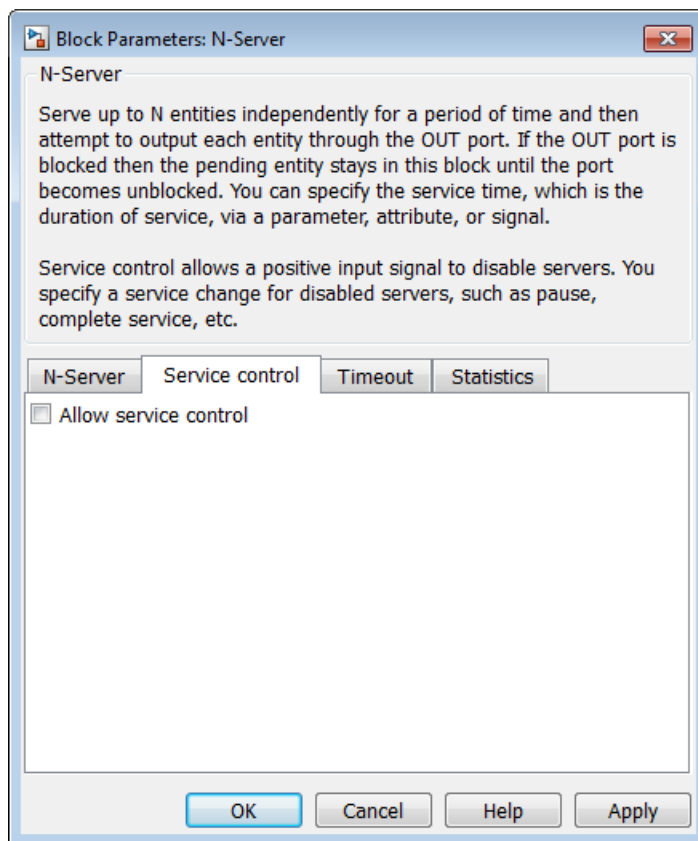 Block Parameters: N-Server
N-Server
Serve up to N entities independently for a period of time and then
attempt to output each entity through the OUT port. If the OUT port is
blocked then the pending entity stays in this block until the port
becomes unblocked. You can specify the service time, which is the
duration of service, via a parameter, attribute, or signal.
Service control allows a positive input signal to disable servers. You
specify a service change for disabled servers, such as pause,
complete service, etc.
N-Server Service control Timeout Statistics
Allow service control
OK Cancel Help Apply